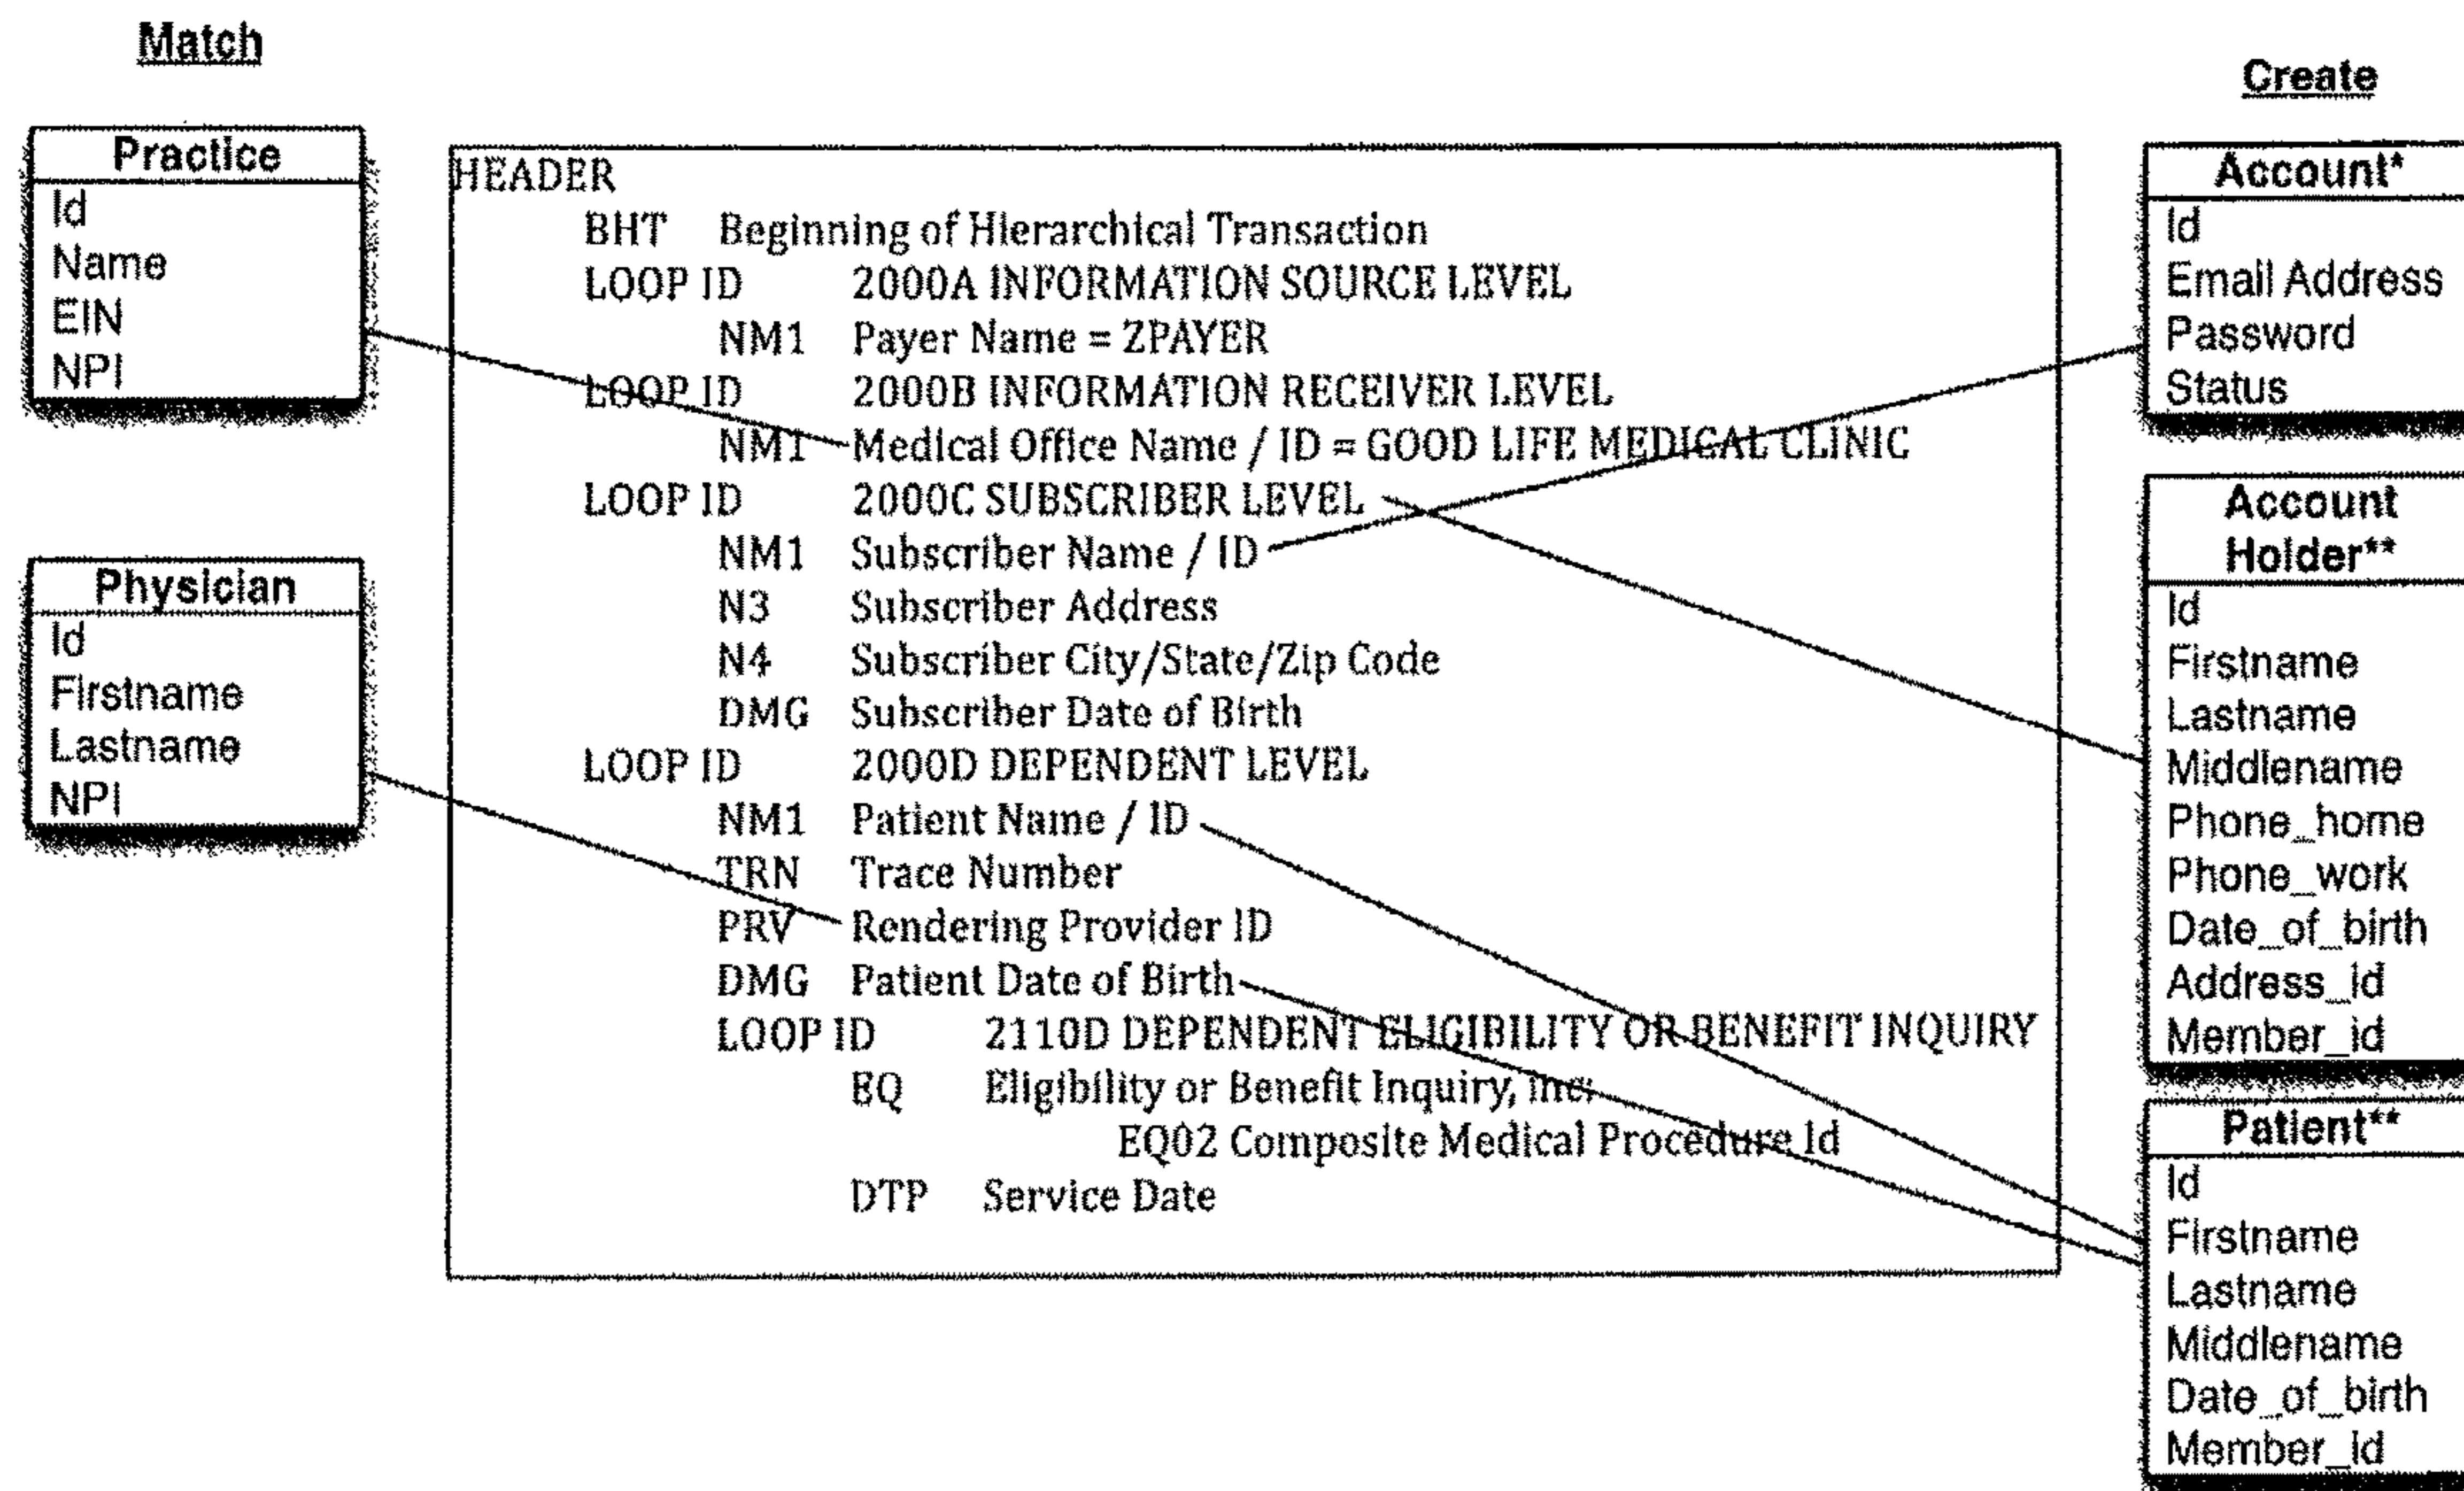 Match
Practice
Id
Name
EIN
NPI
Physician
Id
Firstname
Lastname
NPI
HEADER
BHT Beginning of Hierarchical Transaction
LOOP ID 2000A INFORMATION SOURCE LEVEL
NM1 Payer Name = ZPAYER
LOOP ID 2000B INFORMATION RECEIVER LEVEL
NM1 Medical Office Name / ID = GOOD LIFE MEDICAL CLINIC
LOOP ID 2000C SUBSCRIBER LEVEL
NM1 Subscriber Name / ID
N3 Subscriber Address
N4 Subscriber City/State/Zip Code
DMG Subscriber Date of Birth
LOOP ID 2000D DEPENDENT LEVEL
NM1 Patient Name / ID
TRN Trace Number
PRV Rendering Provider ID
DMG Patient Date of Birth
LOOP ID 2110D DEPENDENT ELIGIBILITY OR BENEFIT INQUIRY
EQ Eligibility or Benefit Inquiry, inc:
EQ02 Composite Medical Procedure Id
DTP Service Date
Create
Account*
Id
Email Address
Password
Status
Account
Holder**
Id
Firstname
Lastname
Middlename
Phone_home
Phone_work
Date_of_birth
Address_id
Member_id
Patient**
Id
Firstname
Lastname
Middlename
Date_of_birth
Member_id